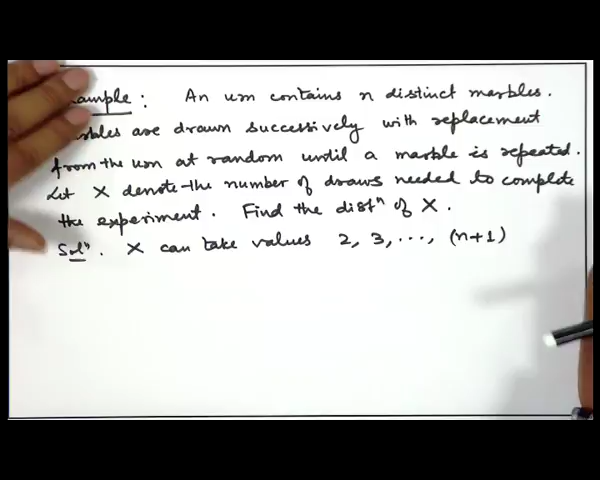 ample : An urn contains n distinct marbles.
bles are drawn successively with replacement
from the urn at random until a marble is repeated.
Let X denote the number of draws needed to complete
the experiment. Find the distⁿ of X.
Solⁿ. X can take values 2, 3, ..., (n+1)